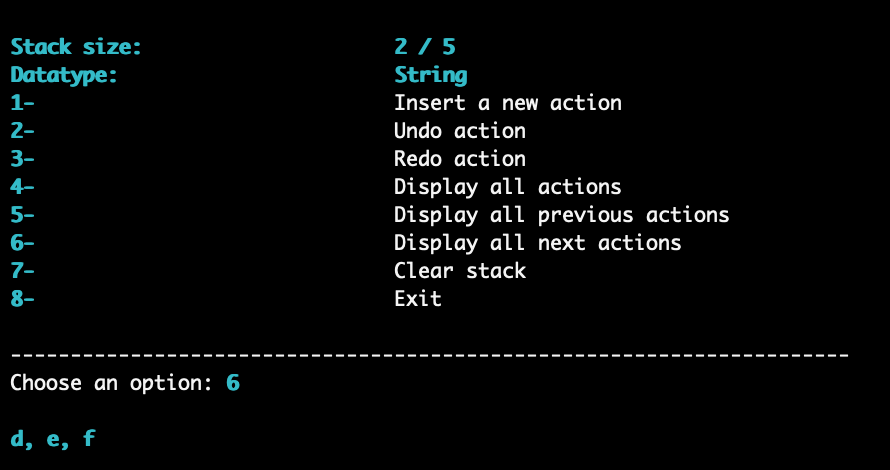 Stack size: 2 / 5
Datatype: String
1- Insert a new action
2- Undo action
3- Redo action
4- Display all actions
5- Display all previous actions
6- Display all next actions
7- Clear stack
8- Exit
----------------------------------------------------------------------
Choose an option: 6
d, e, f